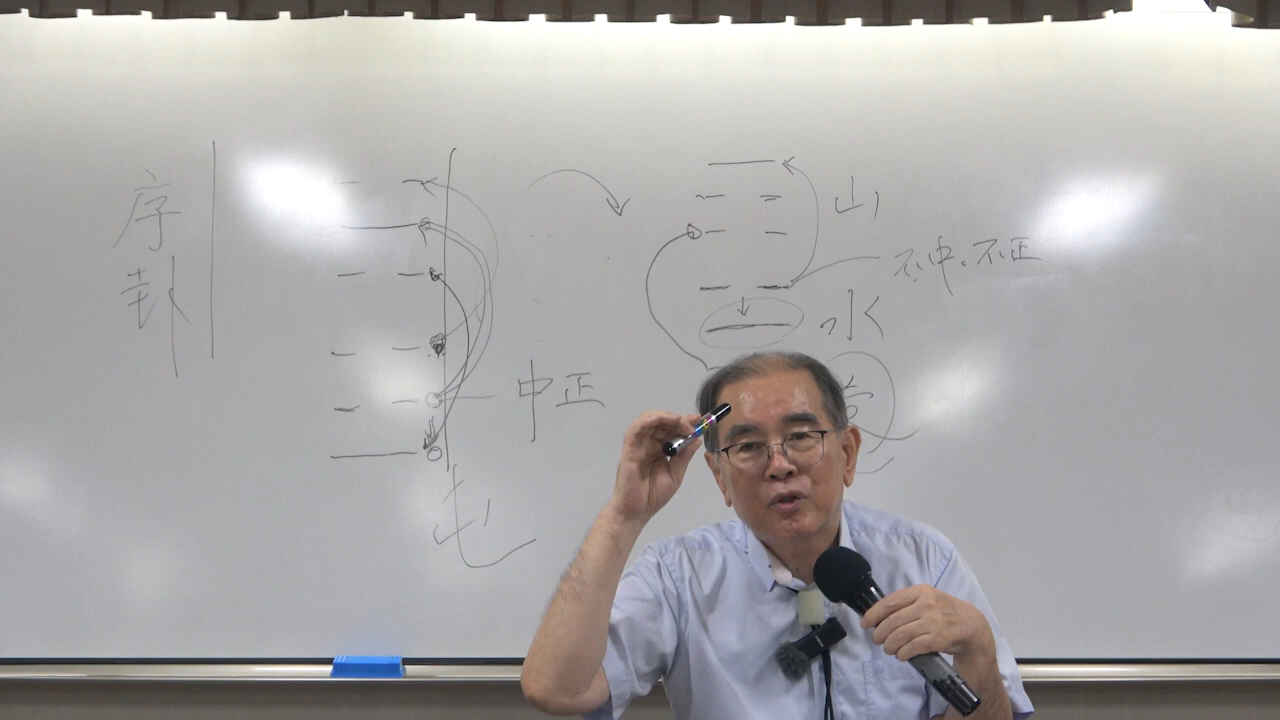 序
卦
屯
中正
山
水
不中、不正